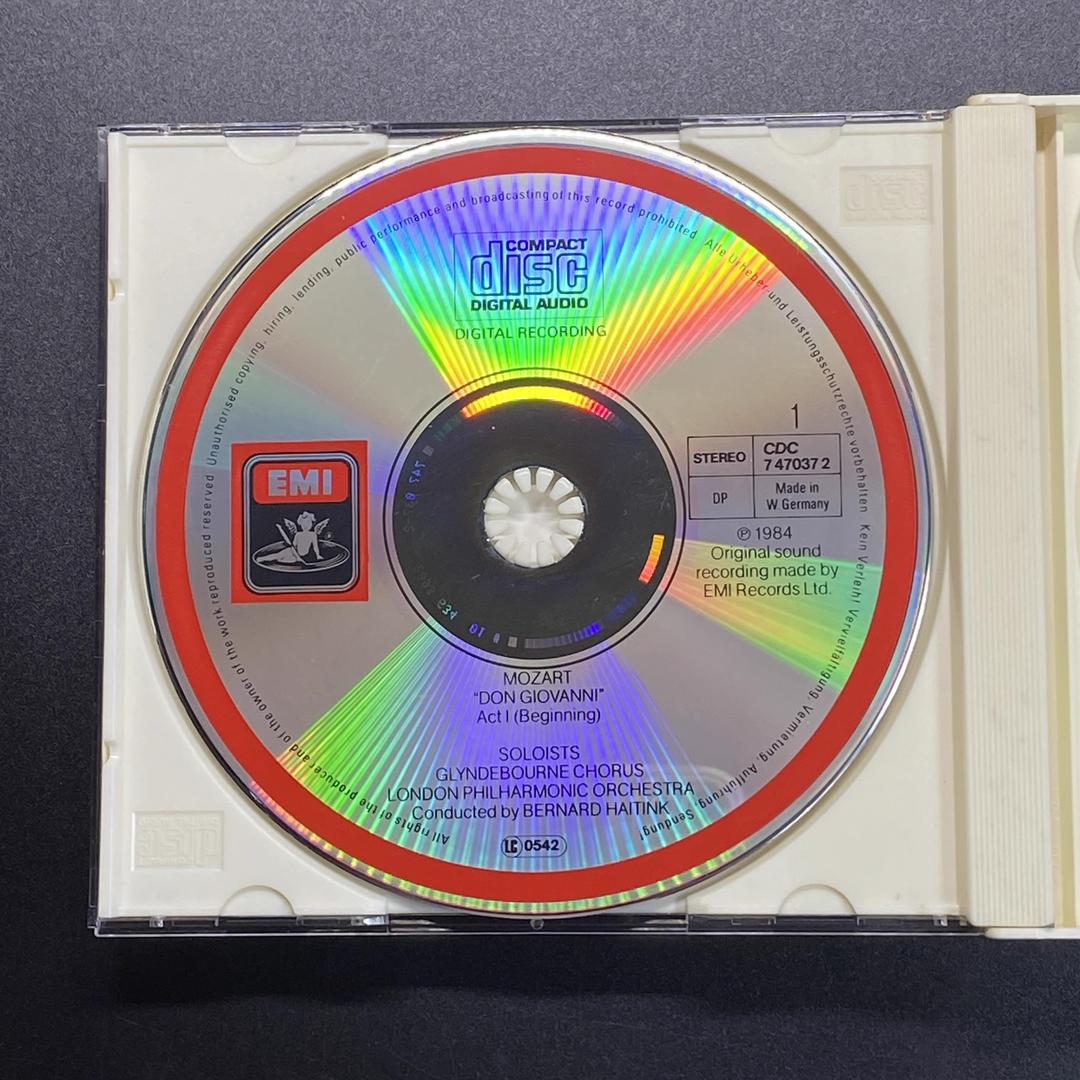 Unauthorised copying, hiring, lending, public performance and broadcasting of this record prohibited. Alle Urheber- und Leistungsschutzrechte vorbehalten Kein Verleih! Vervielfältigung, Vermietung, Aufführung, Sendung!
All rights of the producer and of the owner of the work reproduced reserved
COMPACT
disc
DIGITAL AUDIO
DIGITAL RECORDING
disc
1
STEREO
CDC
7 47037 2
DP
Made in
W. Germany
EMI
℗ 1984
Original sound
recording made by
EMI Records Ltd.
MOZART
"DON GIOVANNI"
Act I (Beginning)
SOLOISTS
GLYNDEBOURNE CHORUS
LONDON PHILHARMONIC ORCHESTRA
Conducted by BERNARD HAITINK
LC 0542
disc